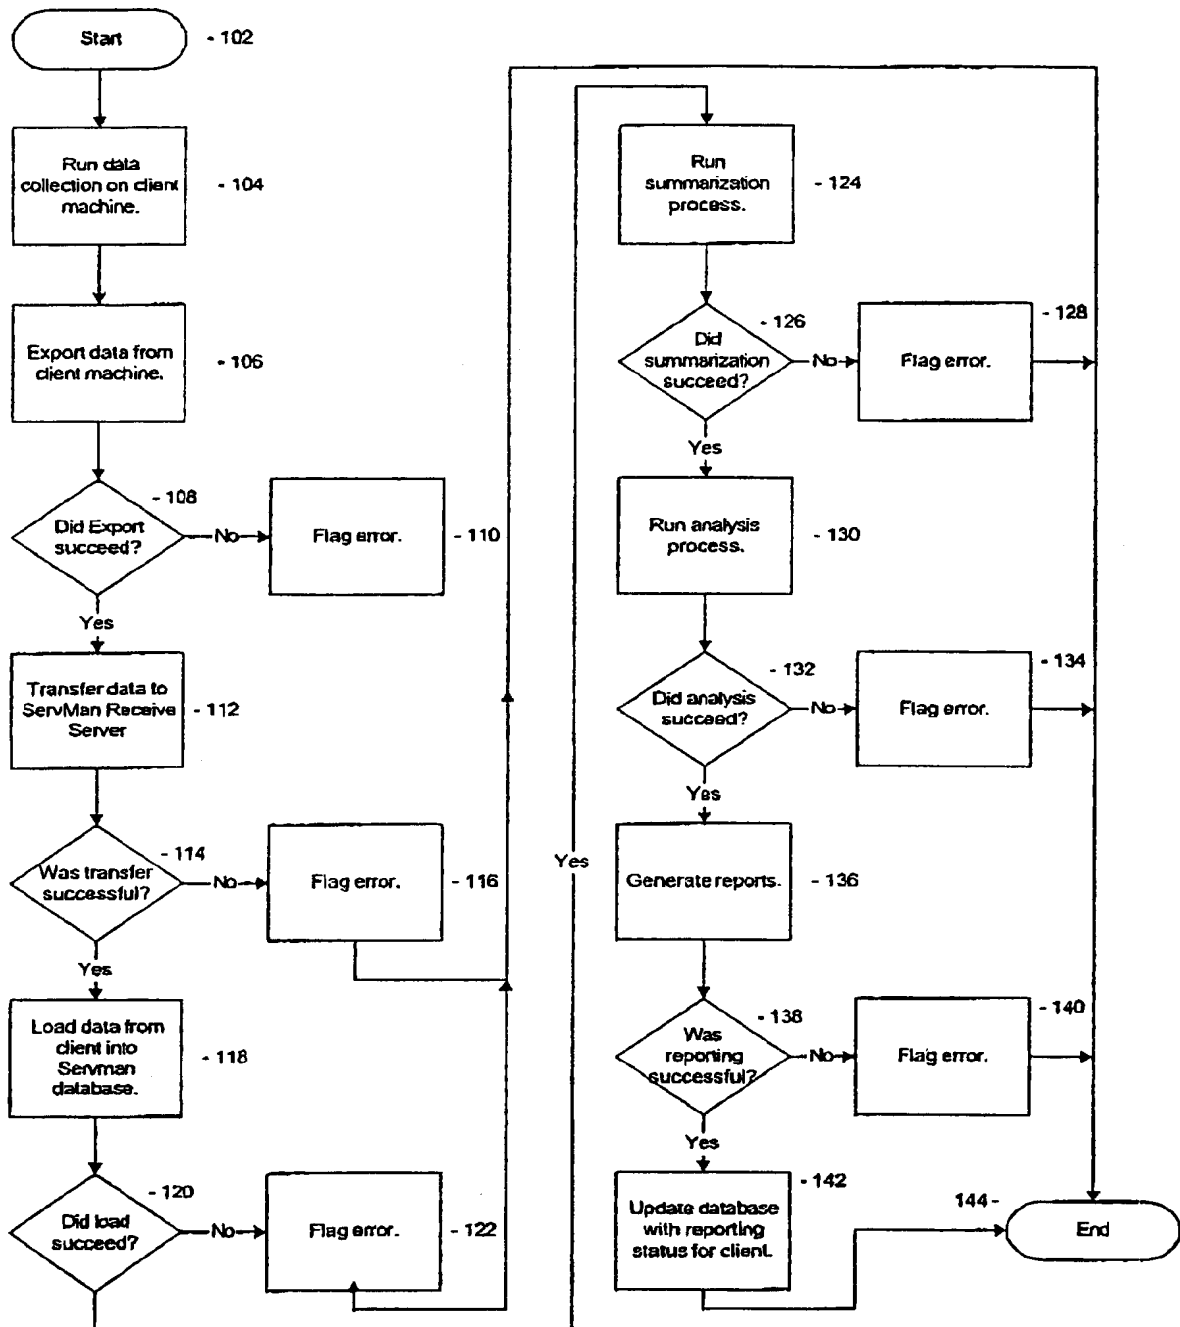 Start
- 102
Run data
collection on client
machine.
- 104
Export data from
client machine.
- 106
- 108
Did Export
succeed?
No
Flag error.
- 110
Yes
Transfer data to
ServMan Receive
Server
- 112
- 114
Was transfer
successful?
No
Flag error.
- 116
Yes
Load data from
client into
Servman
database.
- 118
- 120
Did load
succeed?
No
Flag error.
- 122
Yes
Run
summarization
process.
- 124
- 126
Did
summarization
succeed?
No
Flag error.
- 128
Yes
Run analysis
process.
- 130
- 132
Did analysis
succeed?
No
Flag error.
- 134
Yes
Generate reports.
- 136
- 138
Was
reporting
successful?
No
Flag error.
- 140
Yes
Update database
with reporting
status for client.
- 142
144 -
End